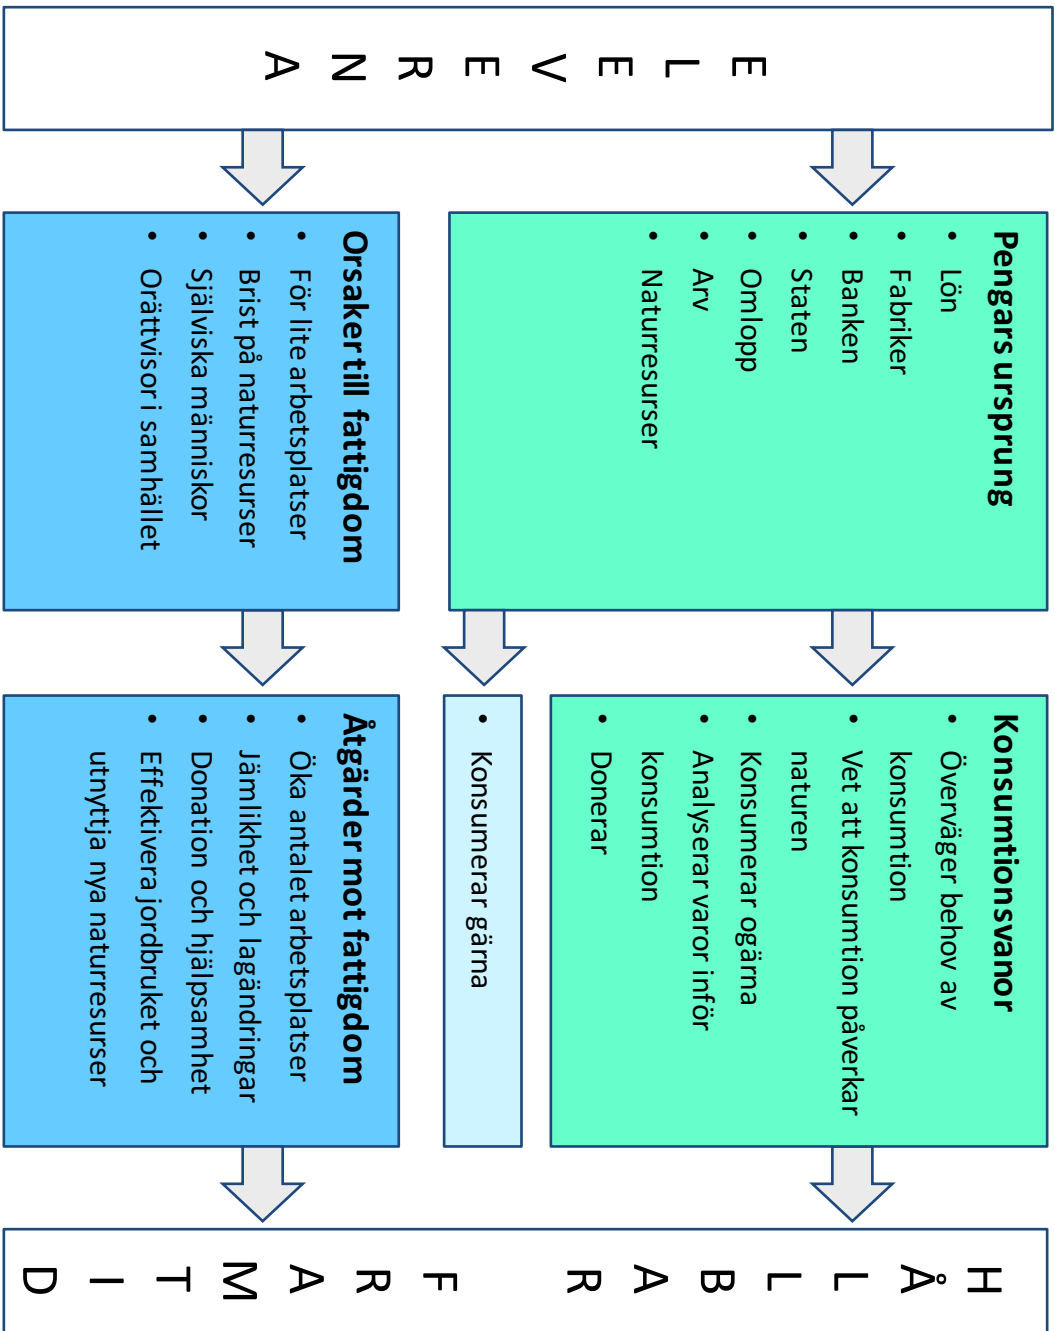 ELEVERNA
Pengars ursprung
• Lön
• Fabriker
• Banken
• Staten
• Omlopp
• Arv
• Naturresurser
Orsaker till fattigdom
• För lite arbetsplatser
• Brist på naturresurser
• Själviska människor
• Orättvisor i samhället
Konsumtionsvanor
• Överväger behov av
konsumtion
• Vet att konsumtion påverkar
naturen
• Konsumerar ogärna
• Analyserar varor inför
konsumtion
• Donerar
• Konsumerar gärna
Åtgärder mot fattigdom
• Öka antalet arbetsplatser
• Jämlikhet och lagändringar
• Donation och hjälpsamhet
• Effektivera jordbruket och
utnyttja nya naturresurser
HÅLLBAR FRAMTID